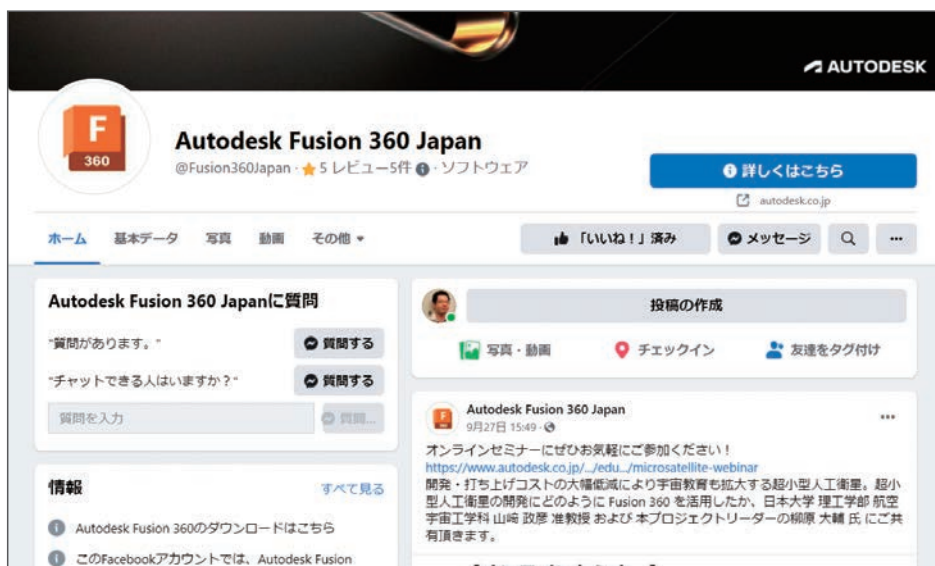 AUTODESK
F
360
Autodesk Fusion 360 Japan
@Fusion360Japan · 5 レビュー5件 · ソフトウェア
詳しくはこちら
autodesk.co.jp
ホーム 基本データ 写真 動画 その他
「いいね！」済み メッセージ
Autodesk Fusion 360 Japanに質問
"質問があります。" 質問する
"チャットできる人はいますか？" 質問する
質問を入力 質問...
情報 すべて見る
Autodesk Fusion 360のダウンロードはこちら
このFacebookアカウントでは、Autodesk Fusion
投稿の作成
写真・動画 チェックイン 友達をタグ付け
Autodesk Fusion 360 Japan
9月27日 15:49 ·
オンラインセミナーにぜひお気軽にご参加ください！
https://www.autodesk.co.jp/.../edu.../microsatellite-webinar
開発・打ち上げコストの大幅低減により宇宙教育も拡大する超小型人工衛星。超小
型人工衛星の開発にどのように Fusion 360 を活用したか、日本大学 理工学部 航空
宇宙工学科 山﨑 政彦 准教授 および 本プロジェクトリーダーの柳原 大輔 氏 にご共
有頂きます。